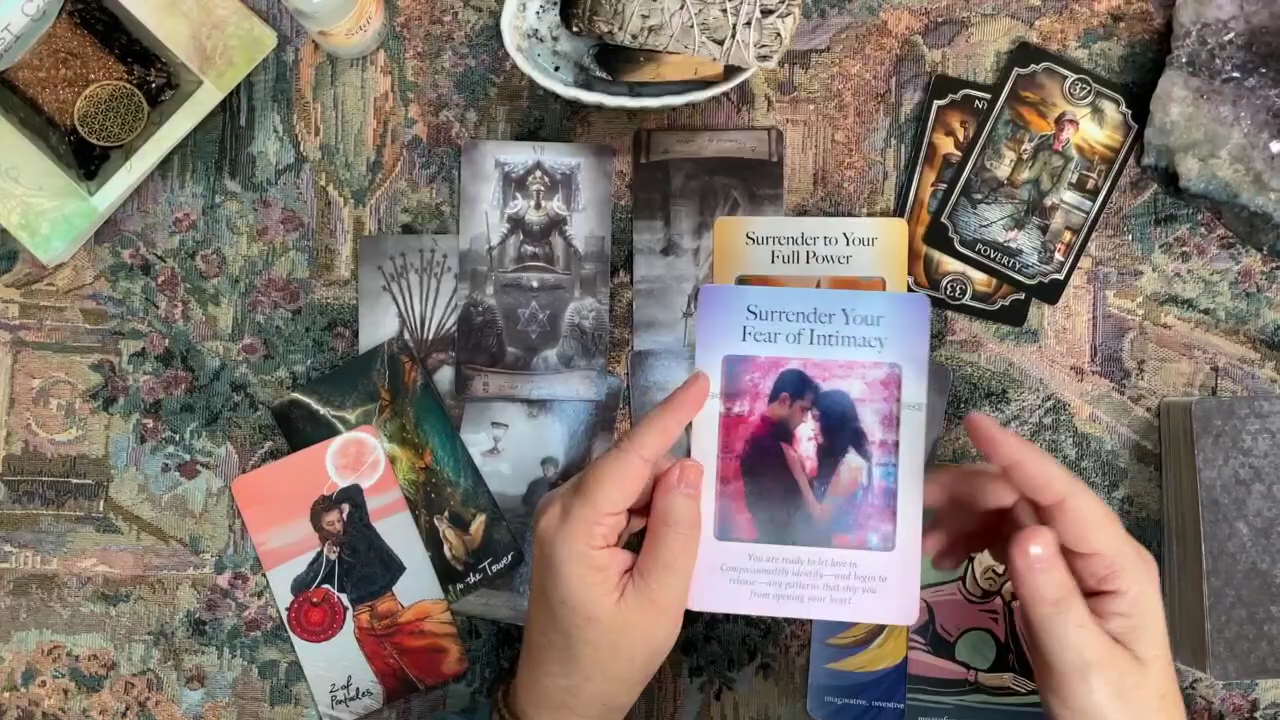 VII
37
POVERTY
33
Surrender to Your
Full Power
Surrender Your
Fear of Intimacy
You are ready to let love in.
Compassionately identify—and begin to
release—any patterns that stop you
from opening your heart.
the Tower
2 of
Pentacles
imaginative, inventive